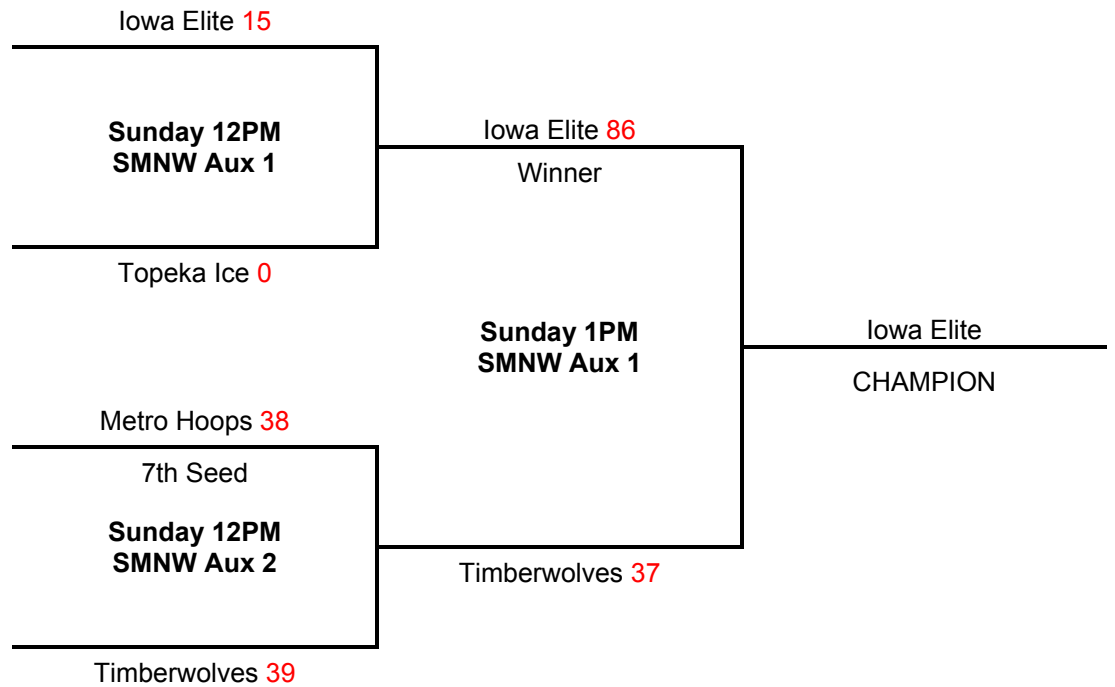 Iowa Elite 15
Sunday 12PM
SMNW Aux 1
Topeka Ice 0
Iowa Elite 86
Winner
Sunday 1PM
SMNW Aux 1
Iowa Elite
CHAMPION
Metro Hoops 38
7th Seed
Sunday 12PM
SMNW Aux 2
Timberwolves 39
Timberwolves 37